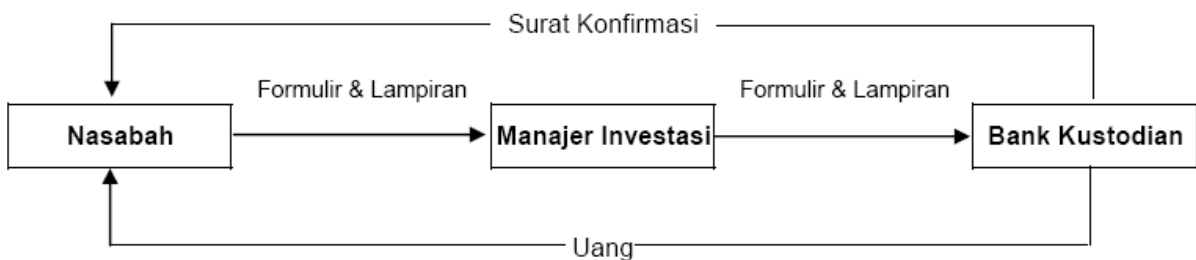 Surat Konfirmasi
Formulir & Lampiran
Formulir & Lampiran
Nasabah
Manajer Investasi
Bank Kustodian
Uang